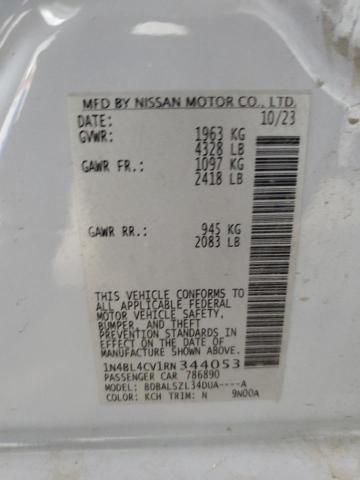 MFD BY NISSAN MOTOR CO., LTD.
DATE: 10/23
GVWR: 1963 KG
4328 LB
GAWR FR.: 1097 KG
2418 LB
GAWR RR.: 945 KG
2083 LB
THIS VEHICLE CONFORMS TO
ALL APPLICABLE FEDERAL
MOTOR VEHICLE SAFETY,
BUMPER, AND THEFT
PREVENTION STANDARDS IN
EFFECT ON THE DATE OF
MANUFACTURE SHOWN ABOVE.
1N4BL4CV1RN344053
PASSENGER CAR 786890
MODEL: BDBALSZL34DUA----A
COLOR: KCH TRIM: N 9N00A